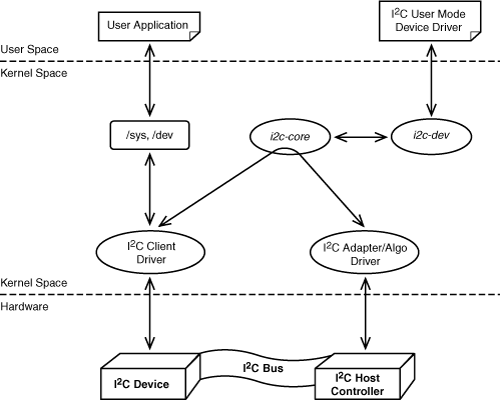 User Application
I²C User Mode
Device Driver
User Space
Kernel Space
/sys, /dev
i2c-core
i2c-dev
I²C Client
Driver
I²C Adapter/Algo
Driver
Kernel Space
Hardware
I²C Device
I²C Bus
I²C Host
Controller